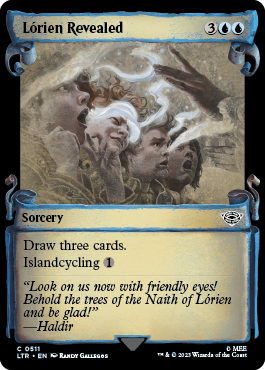 Lórien Revealed 3
Sorcery
Draw three cards.
Islandcycling 1
“Look on us now with friendly eyes!
Behold the trees of the Naith of Lórien
and be glad!”
—Haldir
C 0511 © MEE
LTR • EN Randy Gallegos ™ & © 2023 Wizards of the Coast